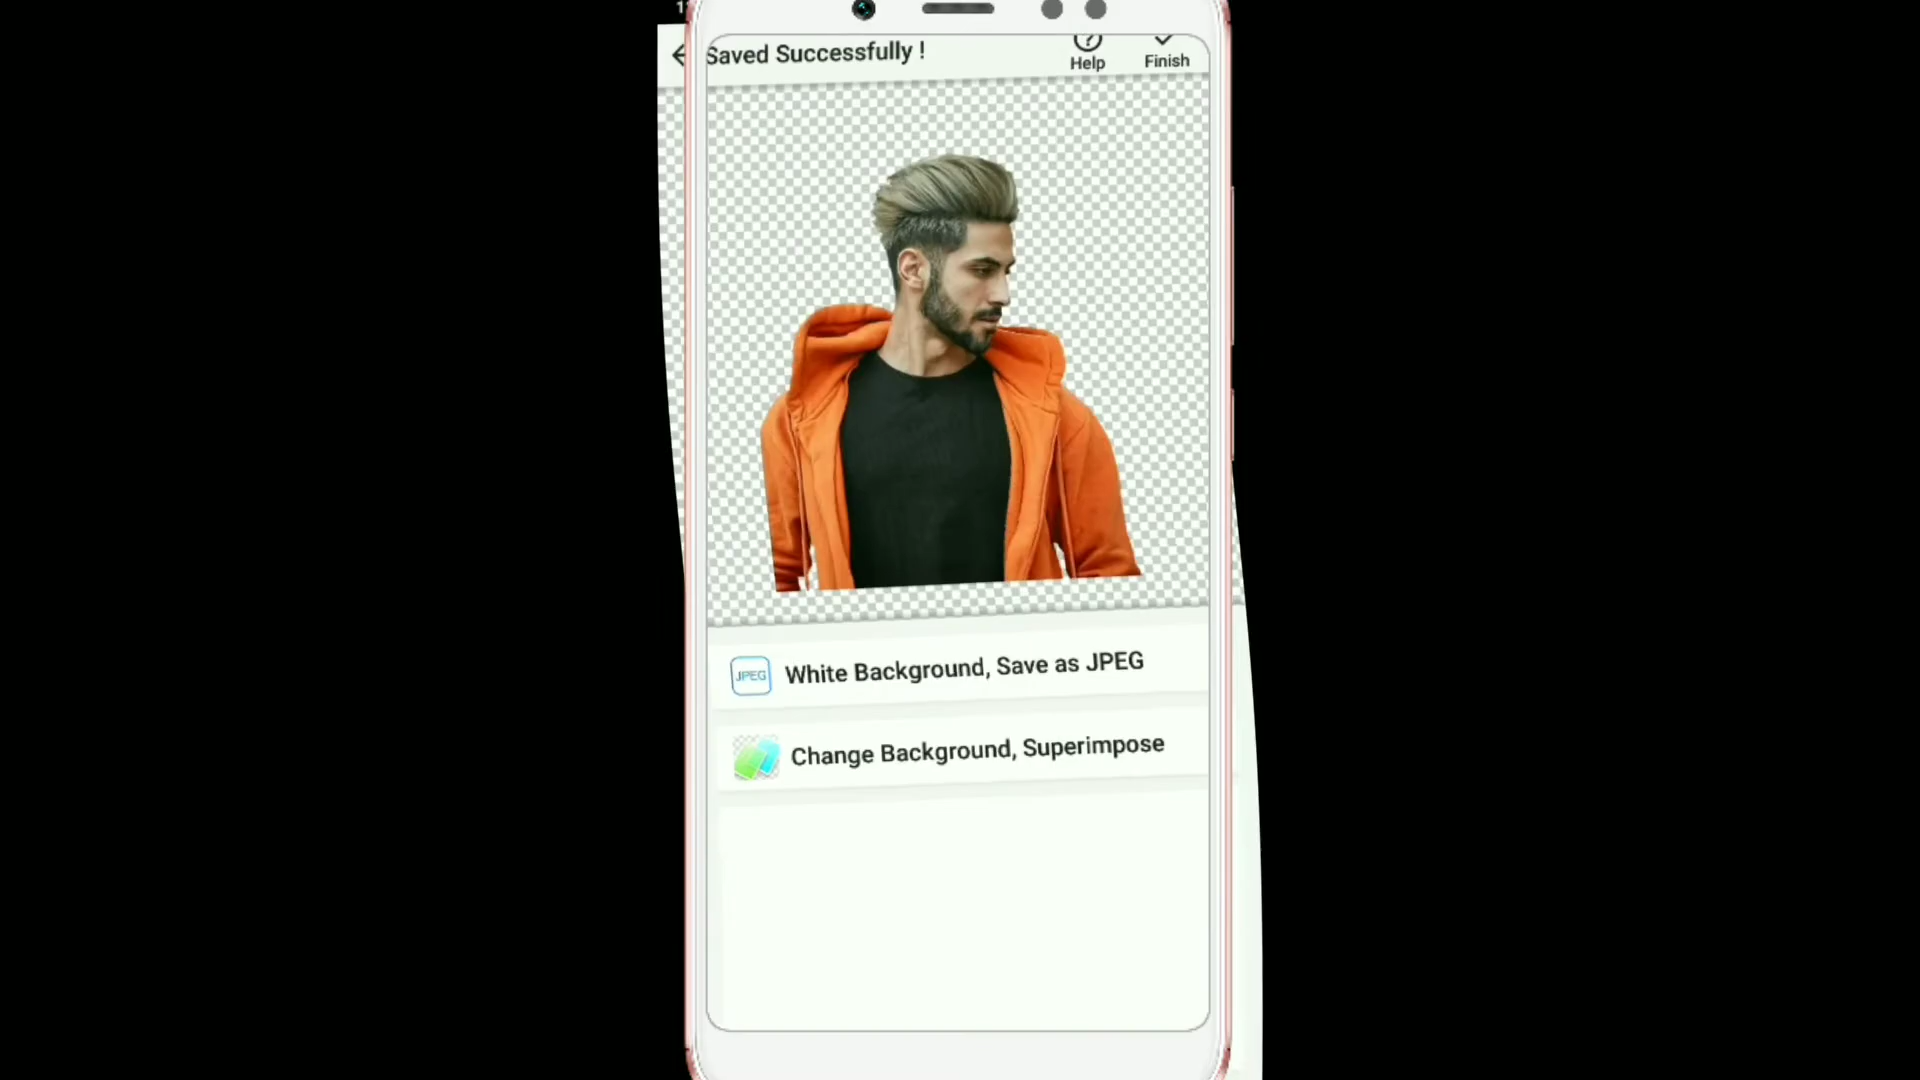 Saved Successfully !
Help
Finish
JPEG
White Background, Save as JPEG
Change Background, Superimpose